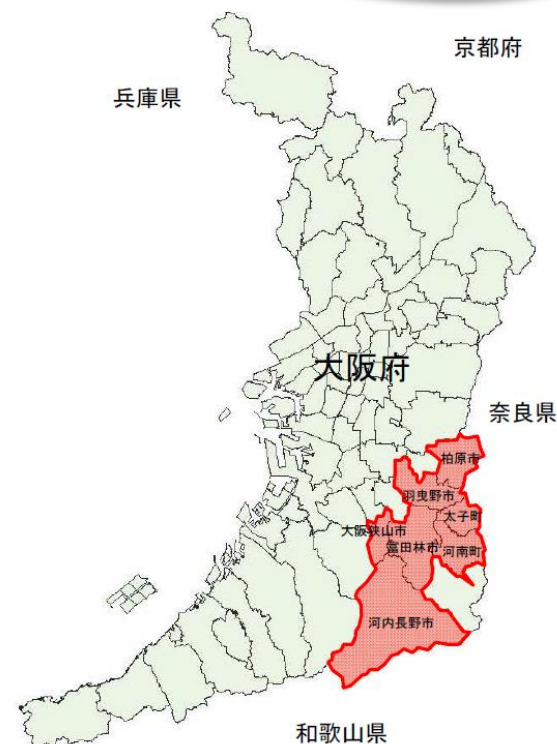 京都府
兵庫県
大阪府
奈良県
柏原市
羽曳野市
太子町
大阪狭山市
富田林市
河南町
河内長野市
和歌山県